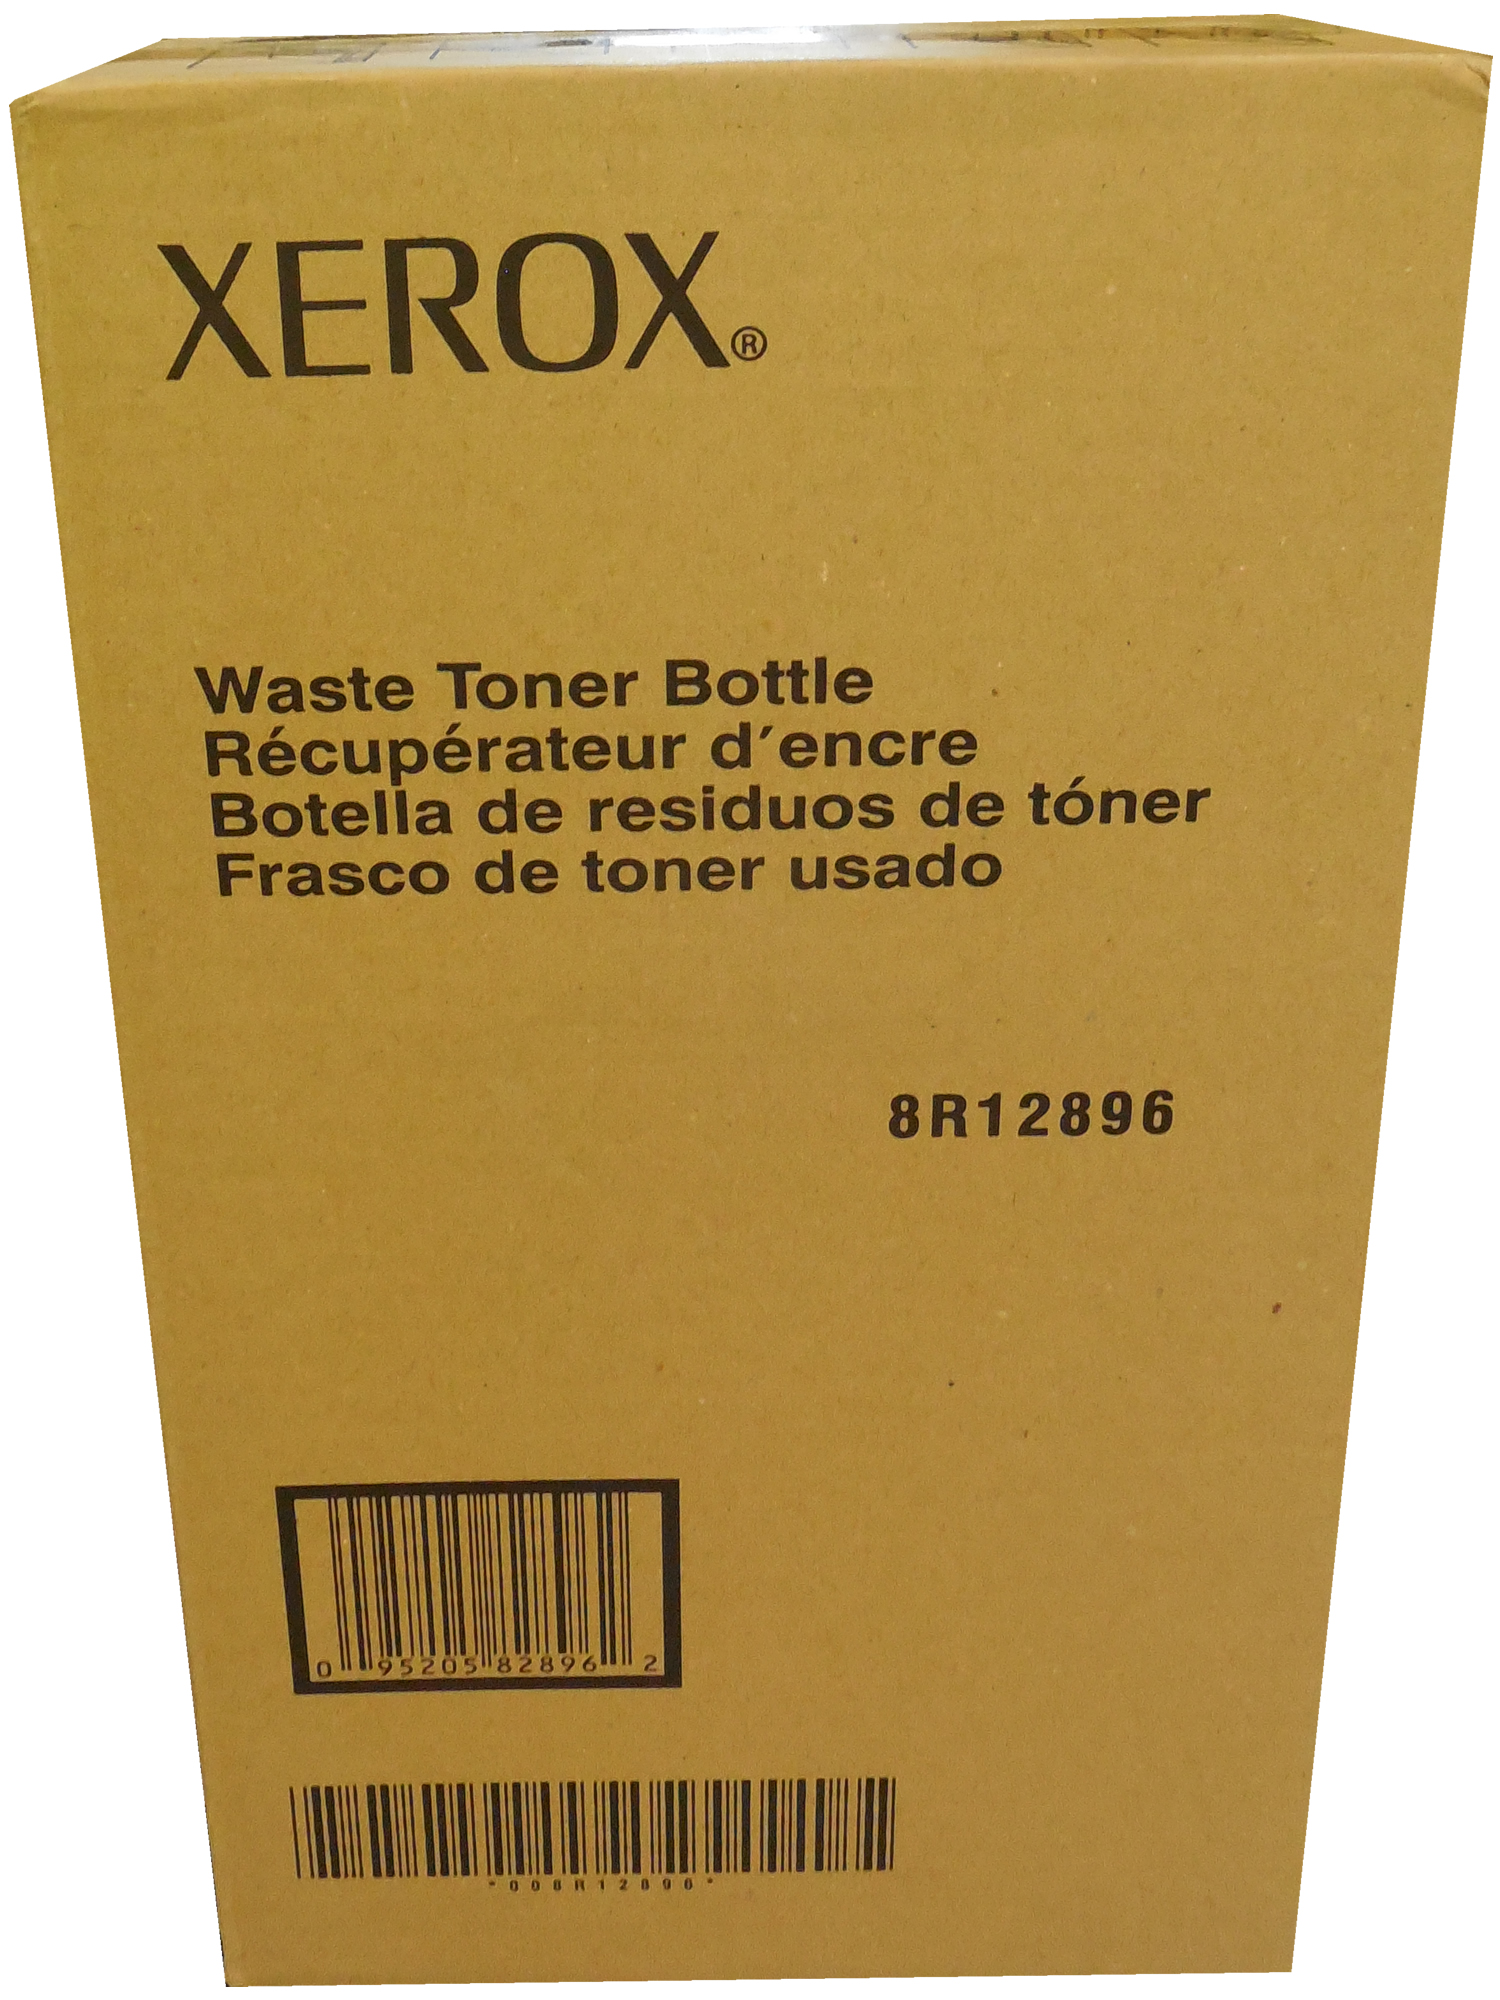 XEROX®
Waste Toner Bottle
Récupérateur d'encre
Botella de residuos de tóner
Frasco de toner usado
8R12896
0 95205 82896 2
*008R12896*